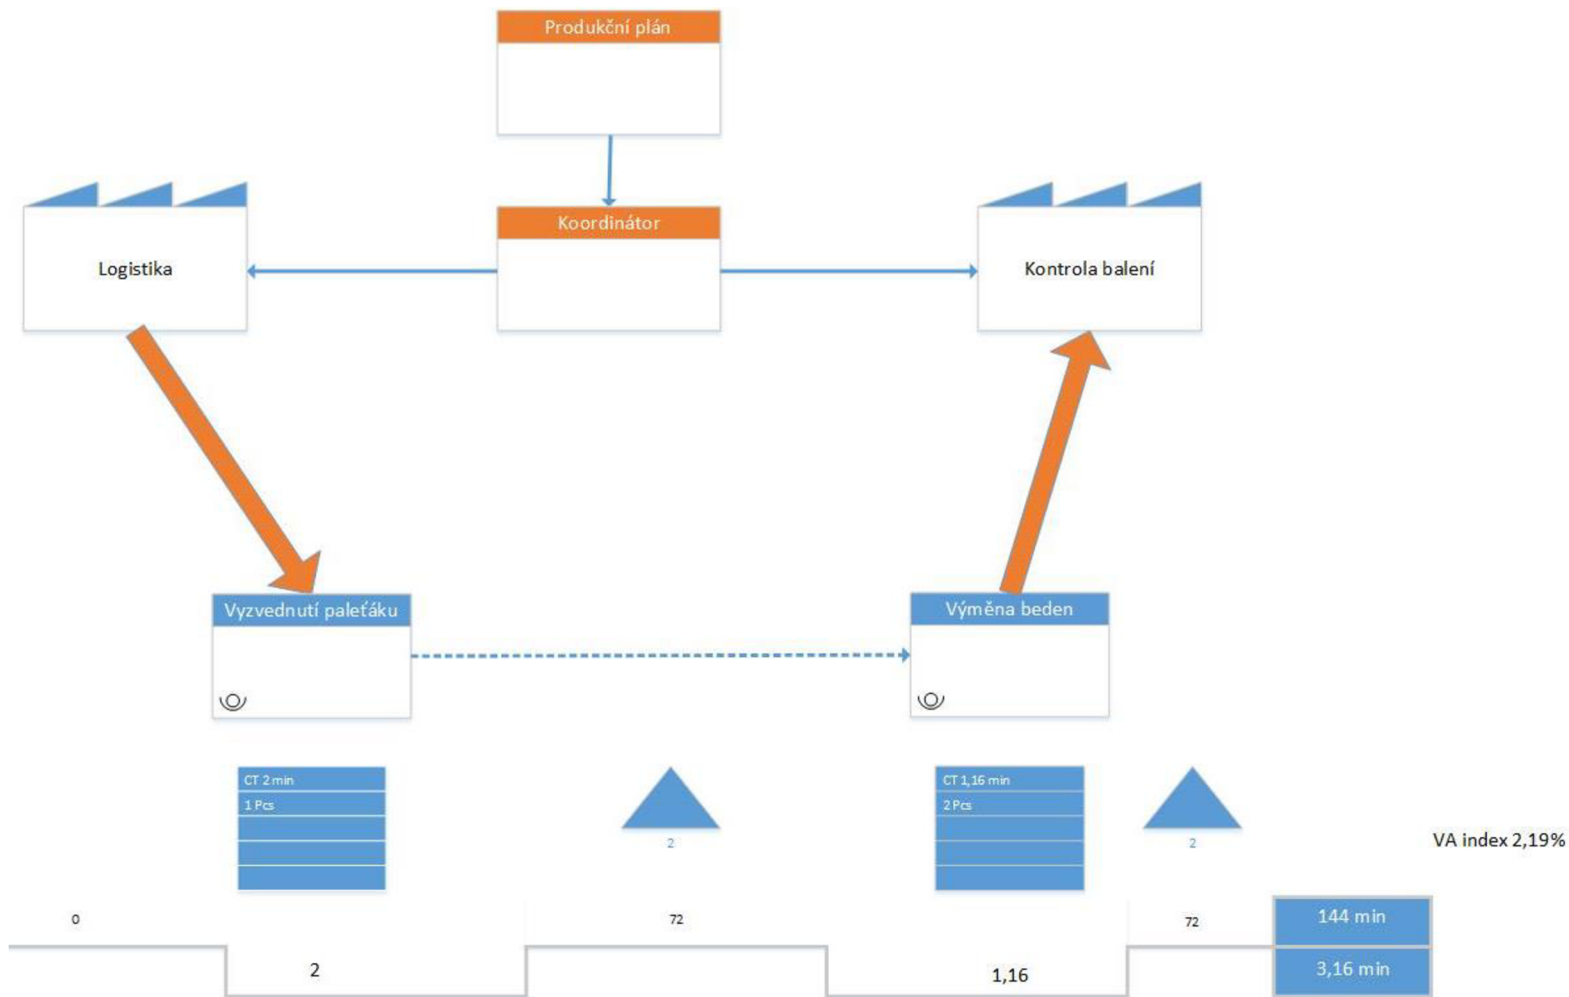 Produkční plán
Koordinátor
Logistika
Kontrola balení
Vyzvednutí paleťáku
Výměna beden
CT 2 min
1 Pcs
2
CT 1,16 min
2 Pcs
2
VA index 2,19%
0
72
72
144 min
2
1,16
3,16 min